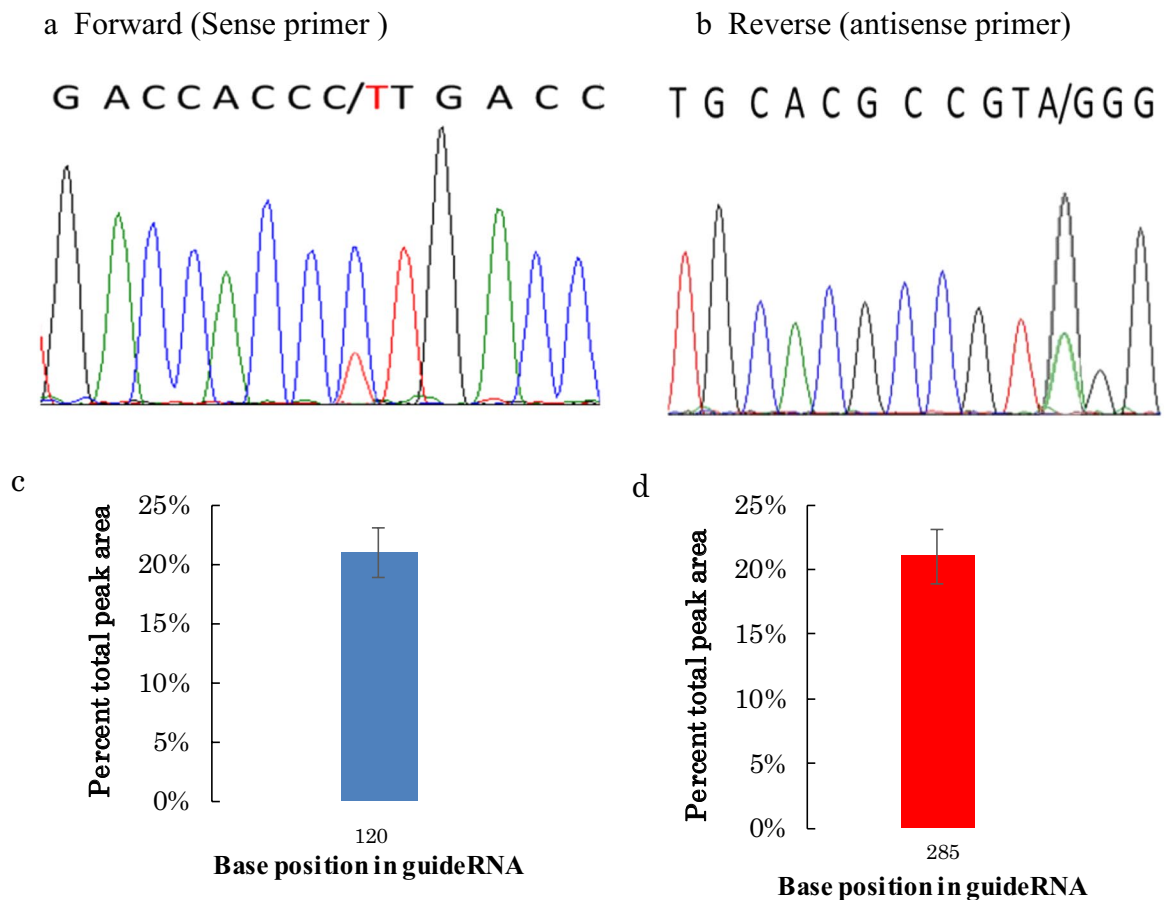 a Forward (Sense primer )
G A C C A C C C/T T G A C C
b Reverse (antisense primer)
T G C A C G C C G T A/G G G
c
Percent total peak area
25%
20%
15%
10%
5%
0%
120
Base position in guideRNA
d
Percent total peak area
25%
20%
15%
10%
5%
0%
285
Base position in guideRNA